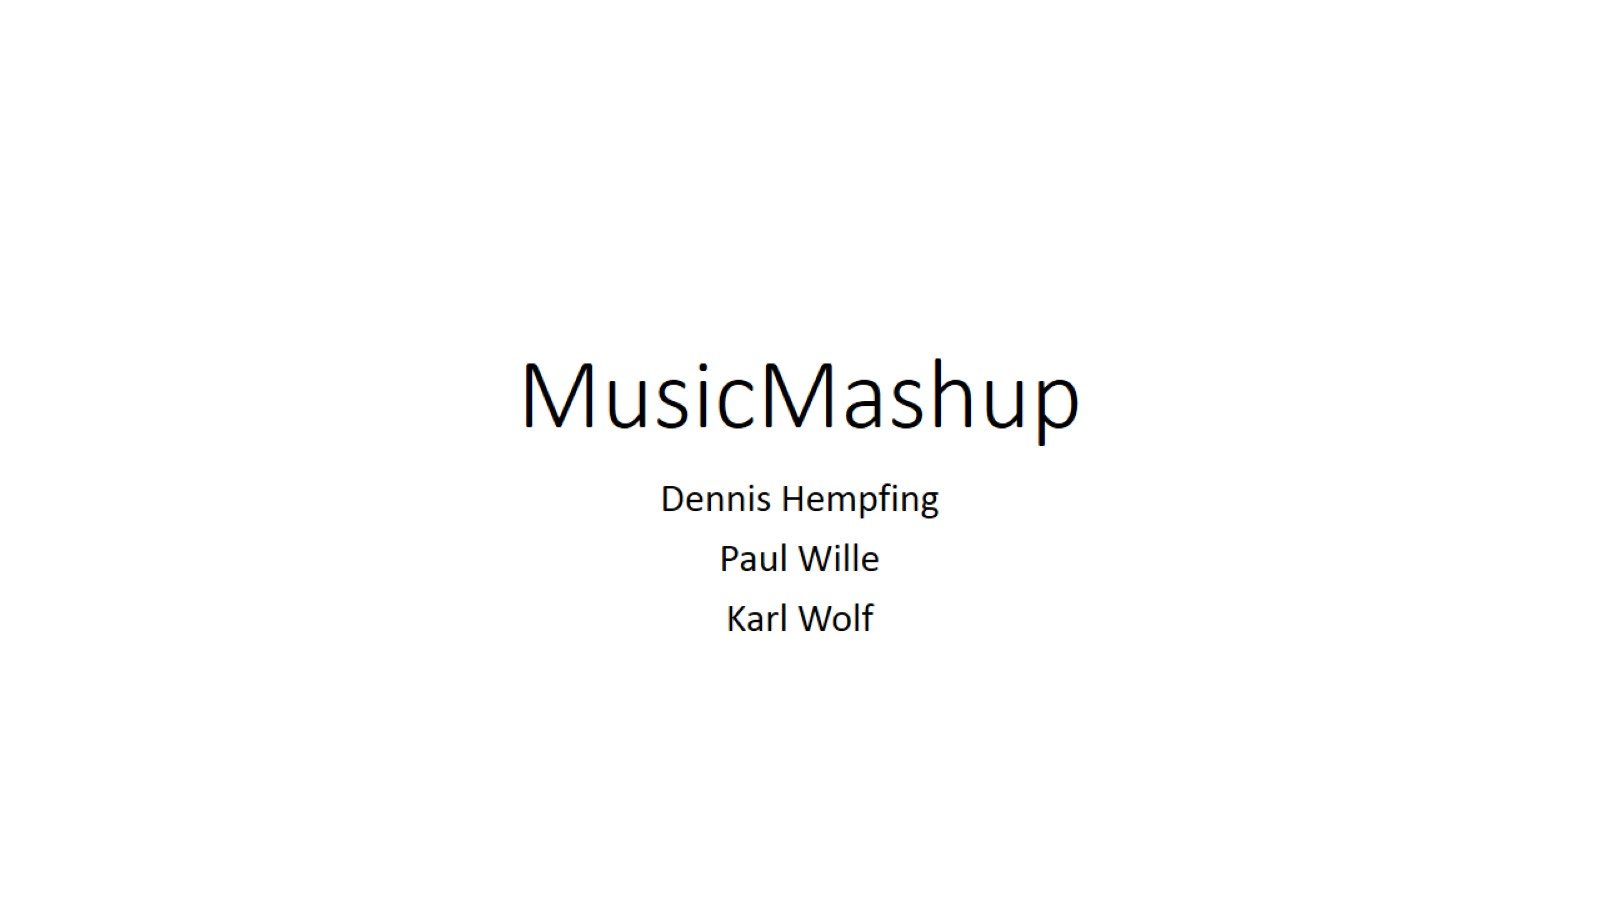 MusicMashup
Dennis Hempfing
Paul Wille
Karl Wolf